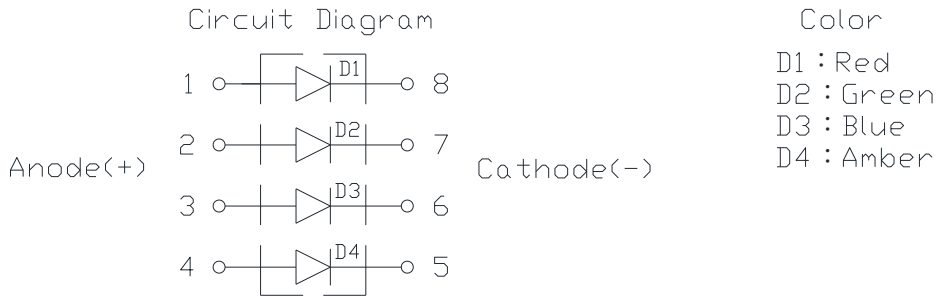 Circuit Diagram
1 D1 8
2 D2 7
Anode(+) Cathode(-)
3 D3 6
4 D4 5
Color
D1 : Red
D2 : Green
D3 : Blue
D4 : Amber